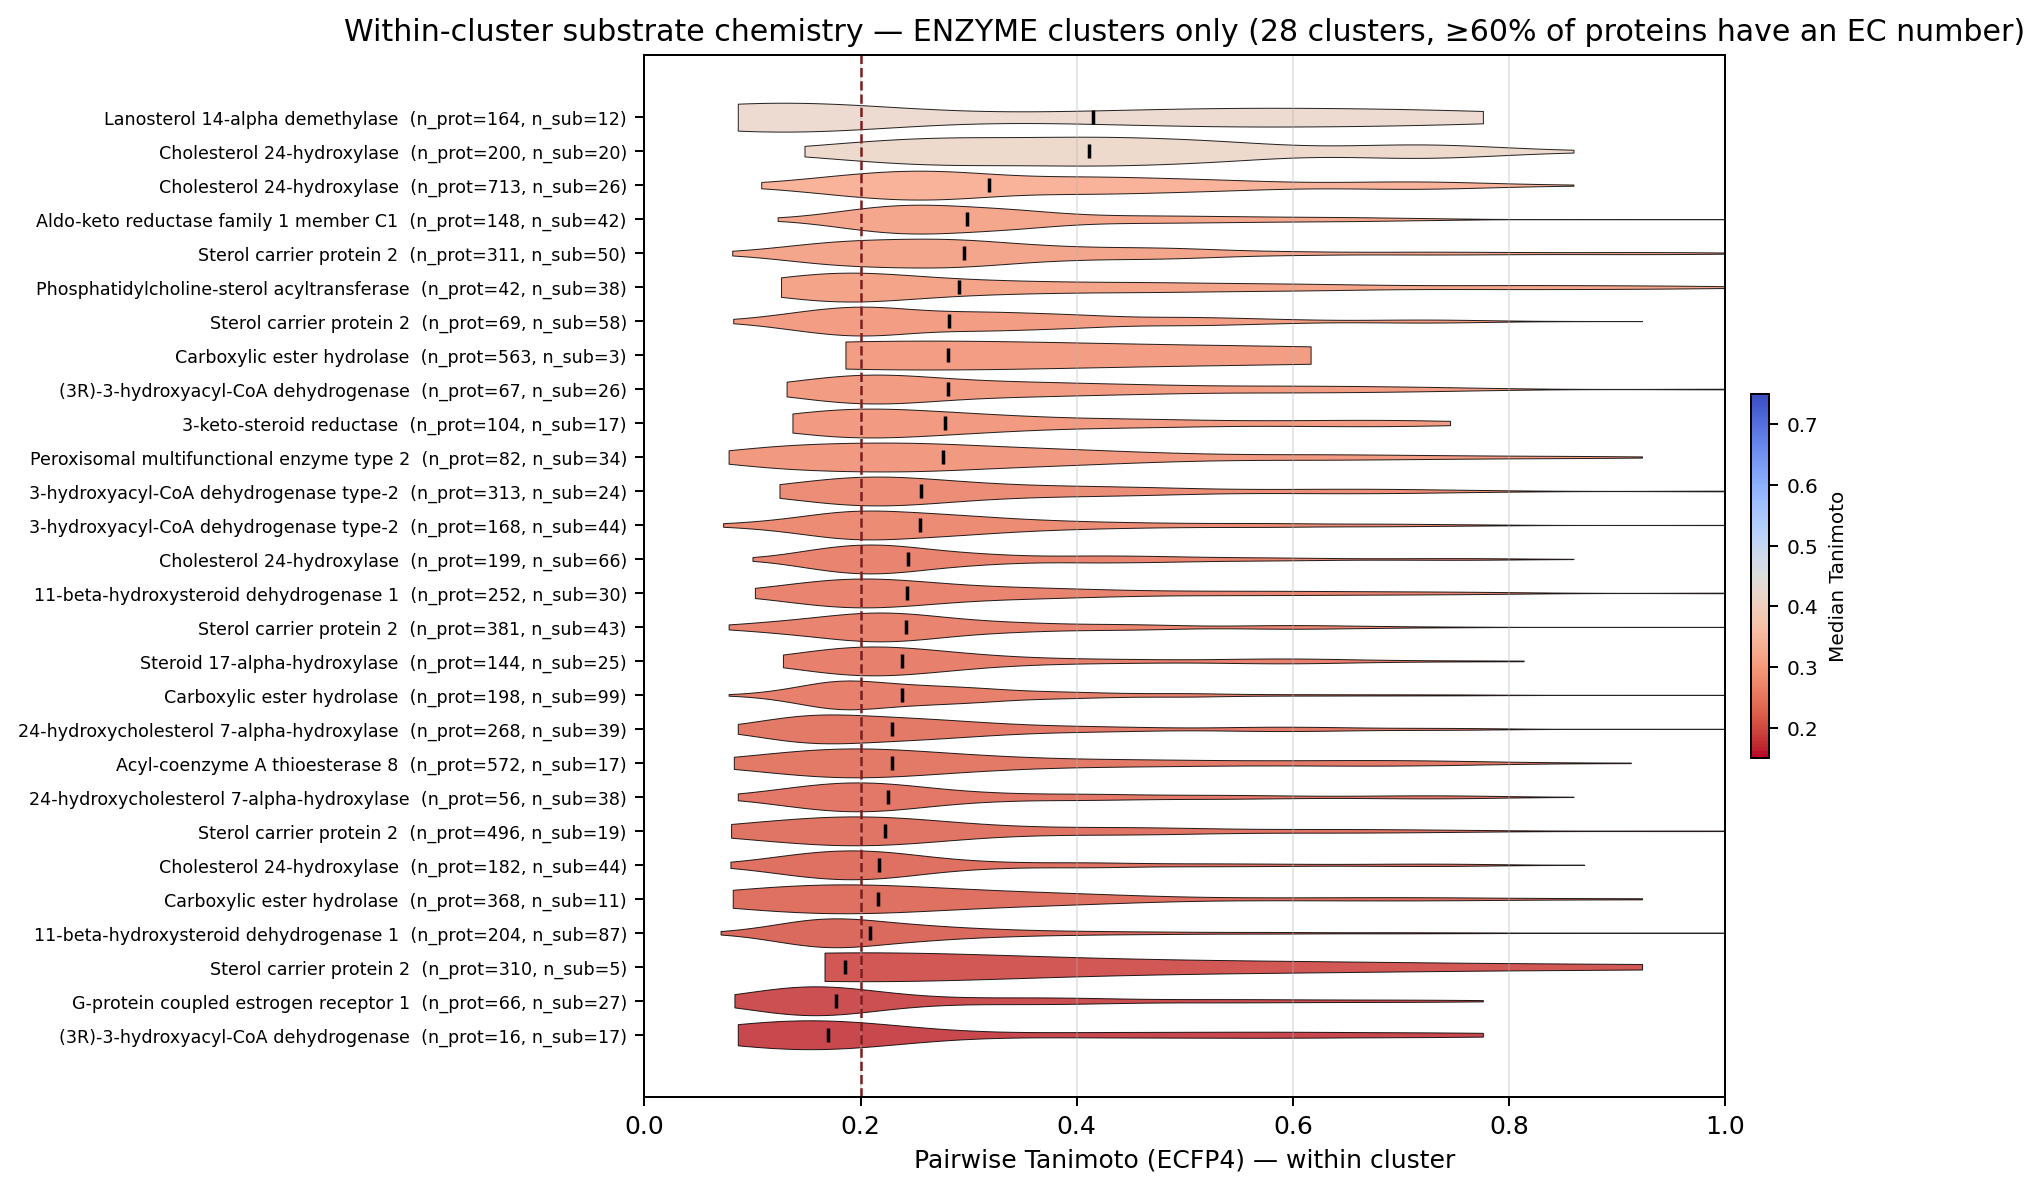 Within-cluster substrate chemistry — ENZYME clusters only (28 clusters, ≥60% of proteins have an EC number)
Lanosterol 14-alpha demethylase (n_prot=164, n_sub=12)
Cholesterol 24-hydroxylase (n_prot=200, n_sub=20)
Cholesterol 24-hydroxylase (n_prot=713, n_sub=26)
Aldo-keto reductase family 1 member C1 (n_prot=148, n_sub=42)
Sterol carrier protein 2 (n_prot=311, n_sub=50)
Phosphatidylcholine-sterol acyltransferase (n_prot=42, n_sub=38)
Sterol carrier protein 2 (n_prot=69, n_sub=58)
Carboxylic ester hydrolase (n_prot=563, n_sub=3)
(3R)-3-hydroxyacyl-CoA dehydrogenase (n_prot=67, n_sub=26)
3-keto-steroid reductase (n_prot=104, n_sub=17)
Peroxisomal multifunctional enzyme type 2 (n_prot=82, n_sub=34)
3-hydroxyacyl-CoA dehydrogenase type-2 (n_prot=313, n_sub=24)
3-hydroxyacyl-CoA dehydrogenase type-2 (n_prot=168, n_sub=44)
Cholesterol 24-hydroxylase (n_prot=199, n_sub=66)
11-beta-hydroxysteroid dehydrogenase 1 (n_prot=252, n_sub=30)
Sterol carrier protein 2 (n_prot=381, n_sub=43)
Steroid 17-alpha-hydroxylase (n_prot=144, n_sub=25)
Carboxylic ester hydrolase (n_prot=198, n_sub=99)
24-hydroxycholesterol 7-alpha-hydroxylase (n_prot=268, n_sub=39)
Acyl-coenzyme A thioesterase 8 (n_prot=572, n_sub=17)
24-hydroxycholesterol 7-alpha-hydroxylase (n_prot=56, n_sub=38)
Sterol carrier protein 2 (n_prot=496, n_sub=19)
Cholesterol 24-hydroxylase (n_prot=182, n_sub=44)
Carboxylic ester hydrolase (n_prot=368, n_sub=11)
11-beta-hydroxysteroid dehydrogenase 1 (n_prot=204, n_sub=87)
Sterol carrier protein 2 (n_prot=310, n_sub=5)
G-protein coupled estrogen receptor 1 (n_prot=66, n_sub=27)
(3R)-3-hydroxyacyl-CoA dehydrogenase (n_prot=16, n_sub=17)
0.0 0.2 0.4 0.6 0.8 1.0
Pairwise Tanimoto (ECFP4) — within cluster
0.7
0.6
0.5
0.4
0.3
0.2
Median Tanimoto